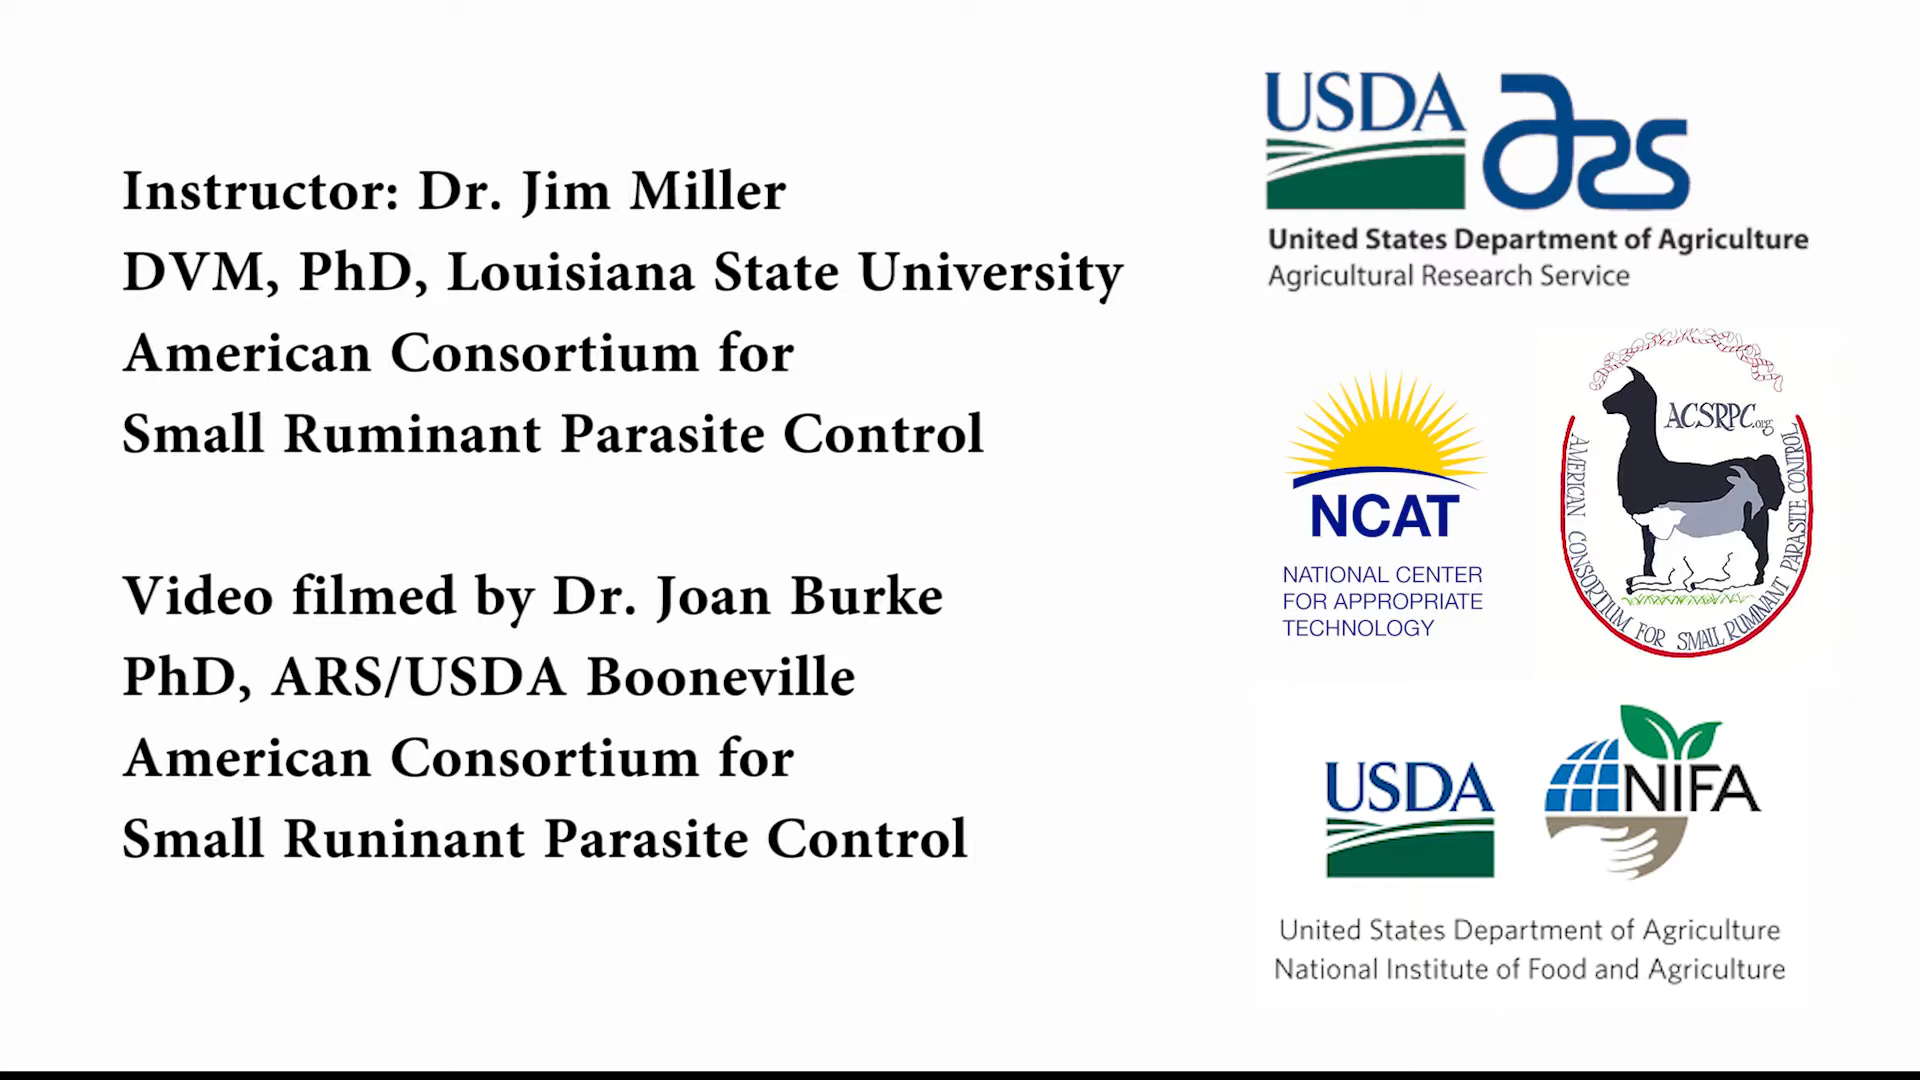 Instructor: Dr. Jim Miller
DVM, PhD, Louisiana State University
American Consortium for
Small Ruminant Parasite Control
Video filmed by Dr. Joan Burke
PhD, ARS/USDA Booneville
American Consortium for
Small Runinant Parasite Control
USDA ars
United States Department of Agriculture
Agricultural Research Service
NCAT
NATIONAL CENTER
FOR APPROPRIATE
TECHNOLOGY
ACSRPC.org
AMERICAN CONSORTIUM FOR SMALL RUMINANT PARASITE CONTROL
USDA NIFA
United States Department of Agriculture
National Institute of Food and Agriculture